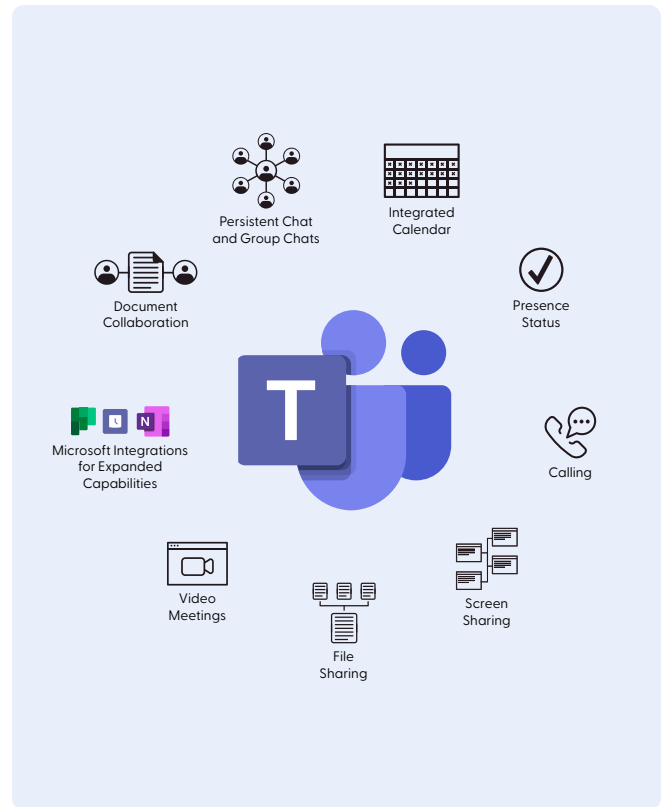 Persistent Chat
and Group Chats
Integrated
Calendar
Document
Collaboration
Presence
Status
T
N
Microsoft Integrations
for Expanded
Capabilities
Calling
Video
Meetings
Screen
Sharing
File
Sharing